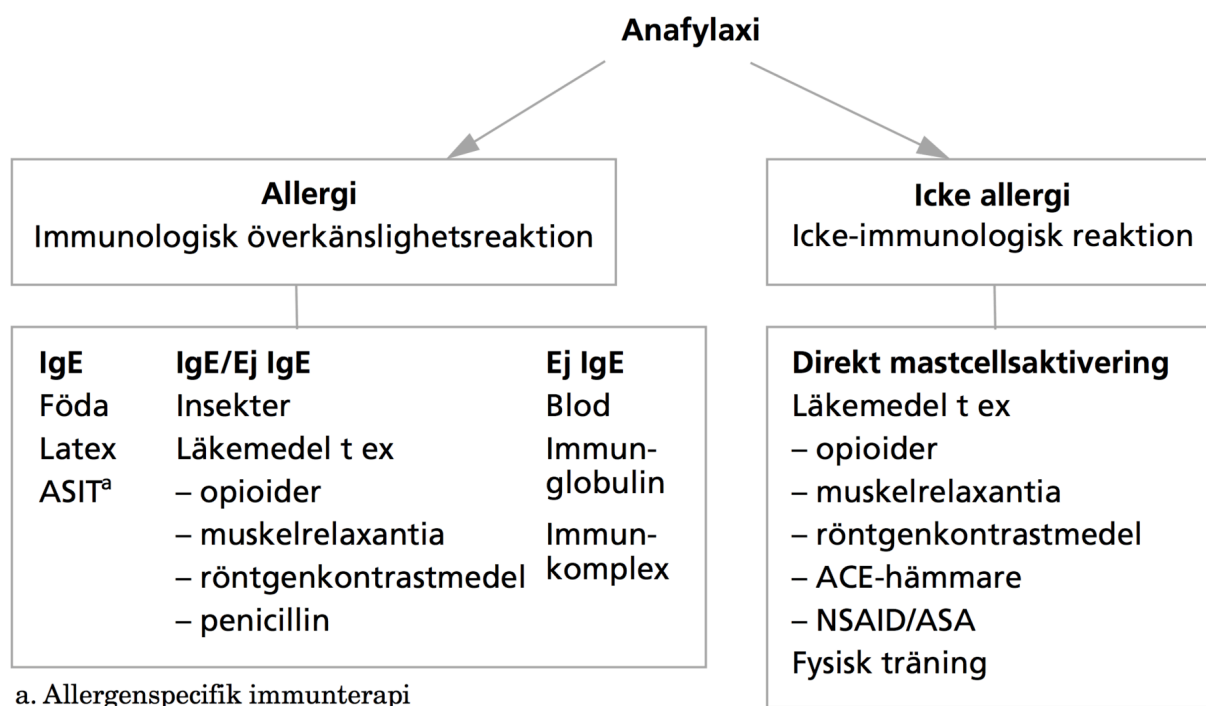 Anafylaxi
Allergi
Immunologisk överkänslighetsreaktion
Icke allergi
Icke-immunologisk reaktion
IgE
Föda
Latex
ASITᵃ
IgE/Ej IgE
Insekter
Läkemedel t ex
– opioider
– muskelrelaxantia
– röntgenkontrastmedel
– penicillin
Ej IgE
Blod
Immun-
globulin
Immun-
komplex
Direkt mastcellsaktivering
Läkemedel t ex
– opioider
– muskelrelaxantia
– röntgenkontrastmedel
– ACE-hämmare
– NSAID/ASA
Fysisk träning
a. Allergenspecifik immunterapi